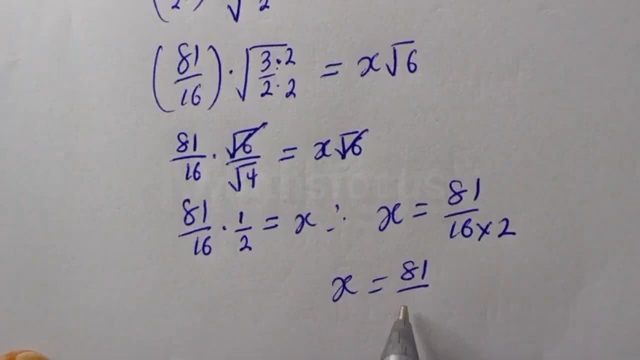 (81/16) · √(3·2/2·2) = x√6
81/16 · √6/√4 = x√6
81/16 · 1/2 = x ∴ x = 81/16×2
x = 81